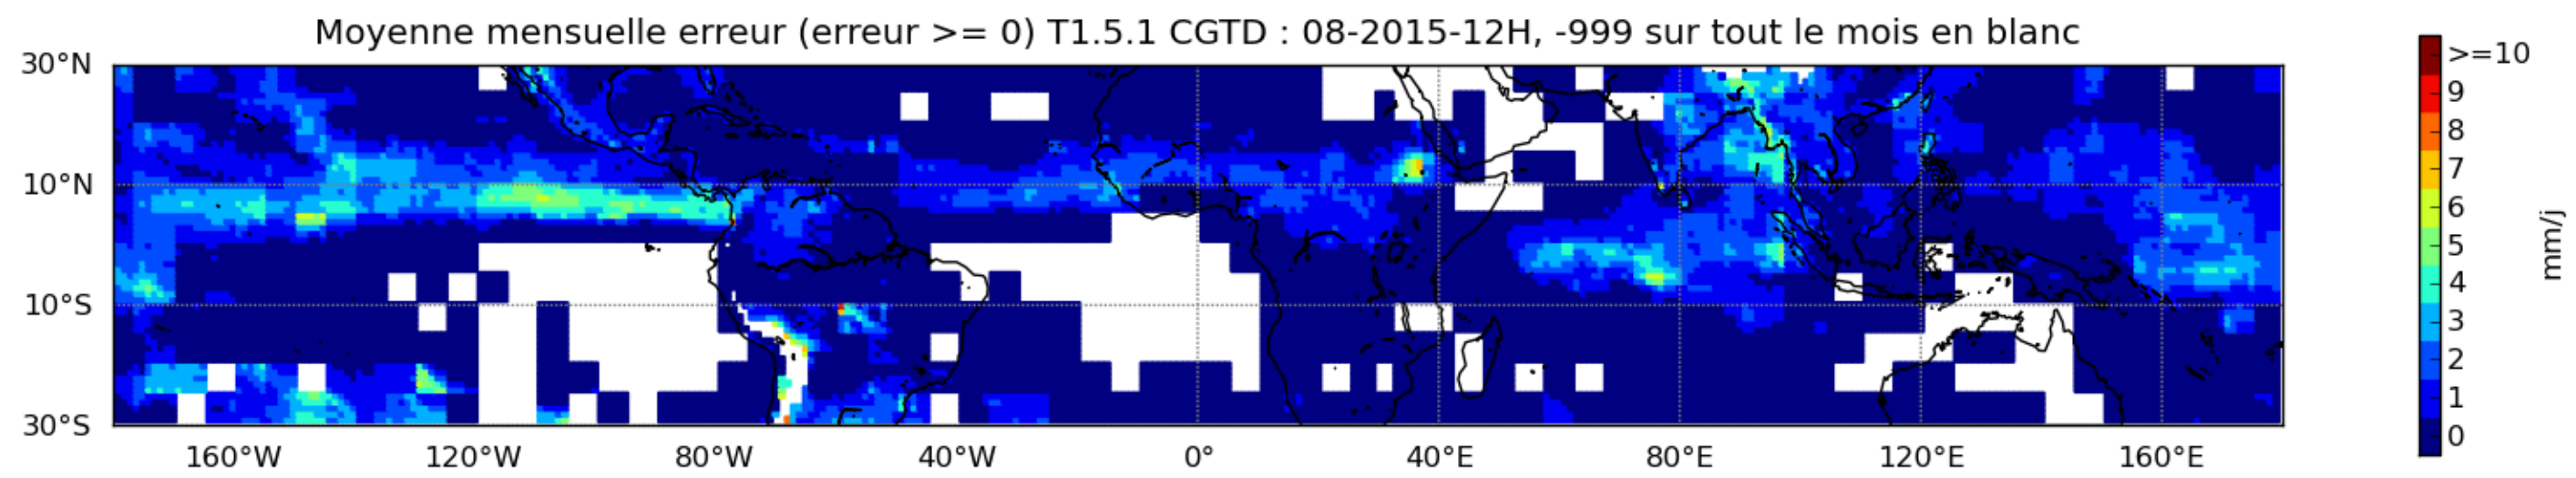 Moyenne mensuelle erreur (erreur >= 0) T1.5.1 CGTD : 08-2015-12H, -999 sur tout le mois en blanc
30°N
10°N
10°S
30°S
160°W 120°W 80°W 40°W 0° 40°E 80°E 120°E 160°E
>=10
9
8
7
6
5
4
3
2
1
0
mm/j